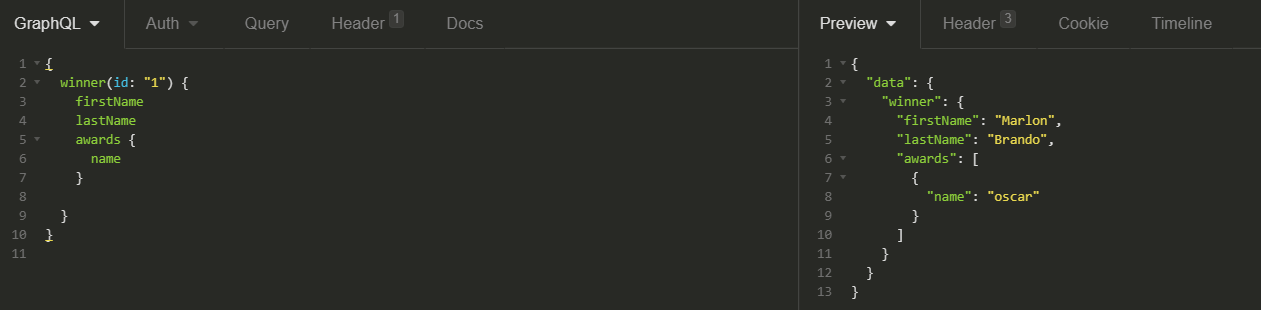 GraphQL Auth Query Header 1 Docs
1 {
2 winner(id: "1") {
3 firstName
4 lastName
5 awards {
6 name
7 }
8
9 }
10 }
11
Preview Header 3 Cookie Timeline
1 {
2 "data": {
3 "winner": {
4 "firstName": "Marlon",
5 "lastName": "Brando",
6 "awards": [
7 {
8 "name": "oscar"
9 }
10 ]
11 }
12 }
13 }